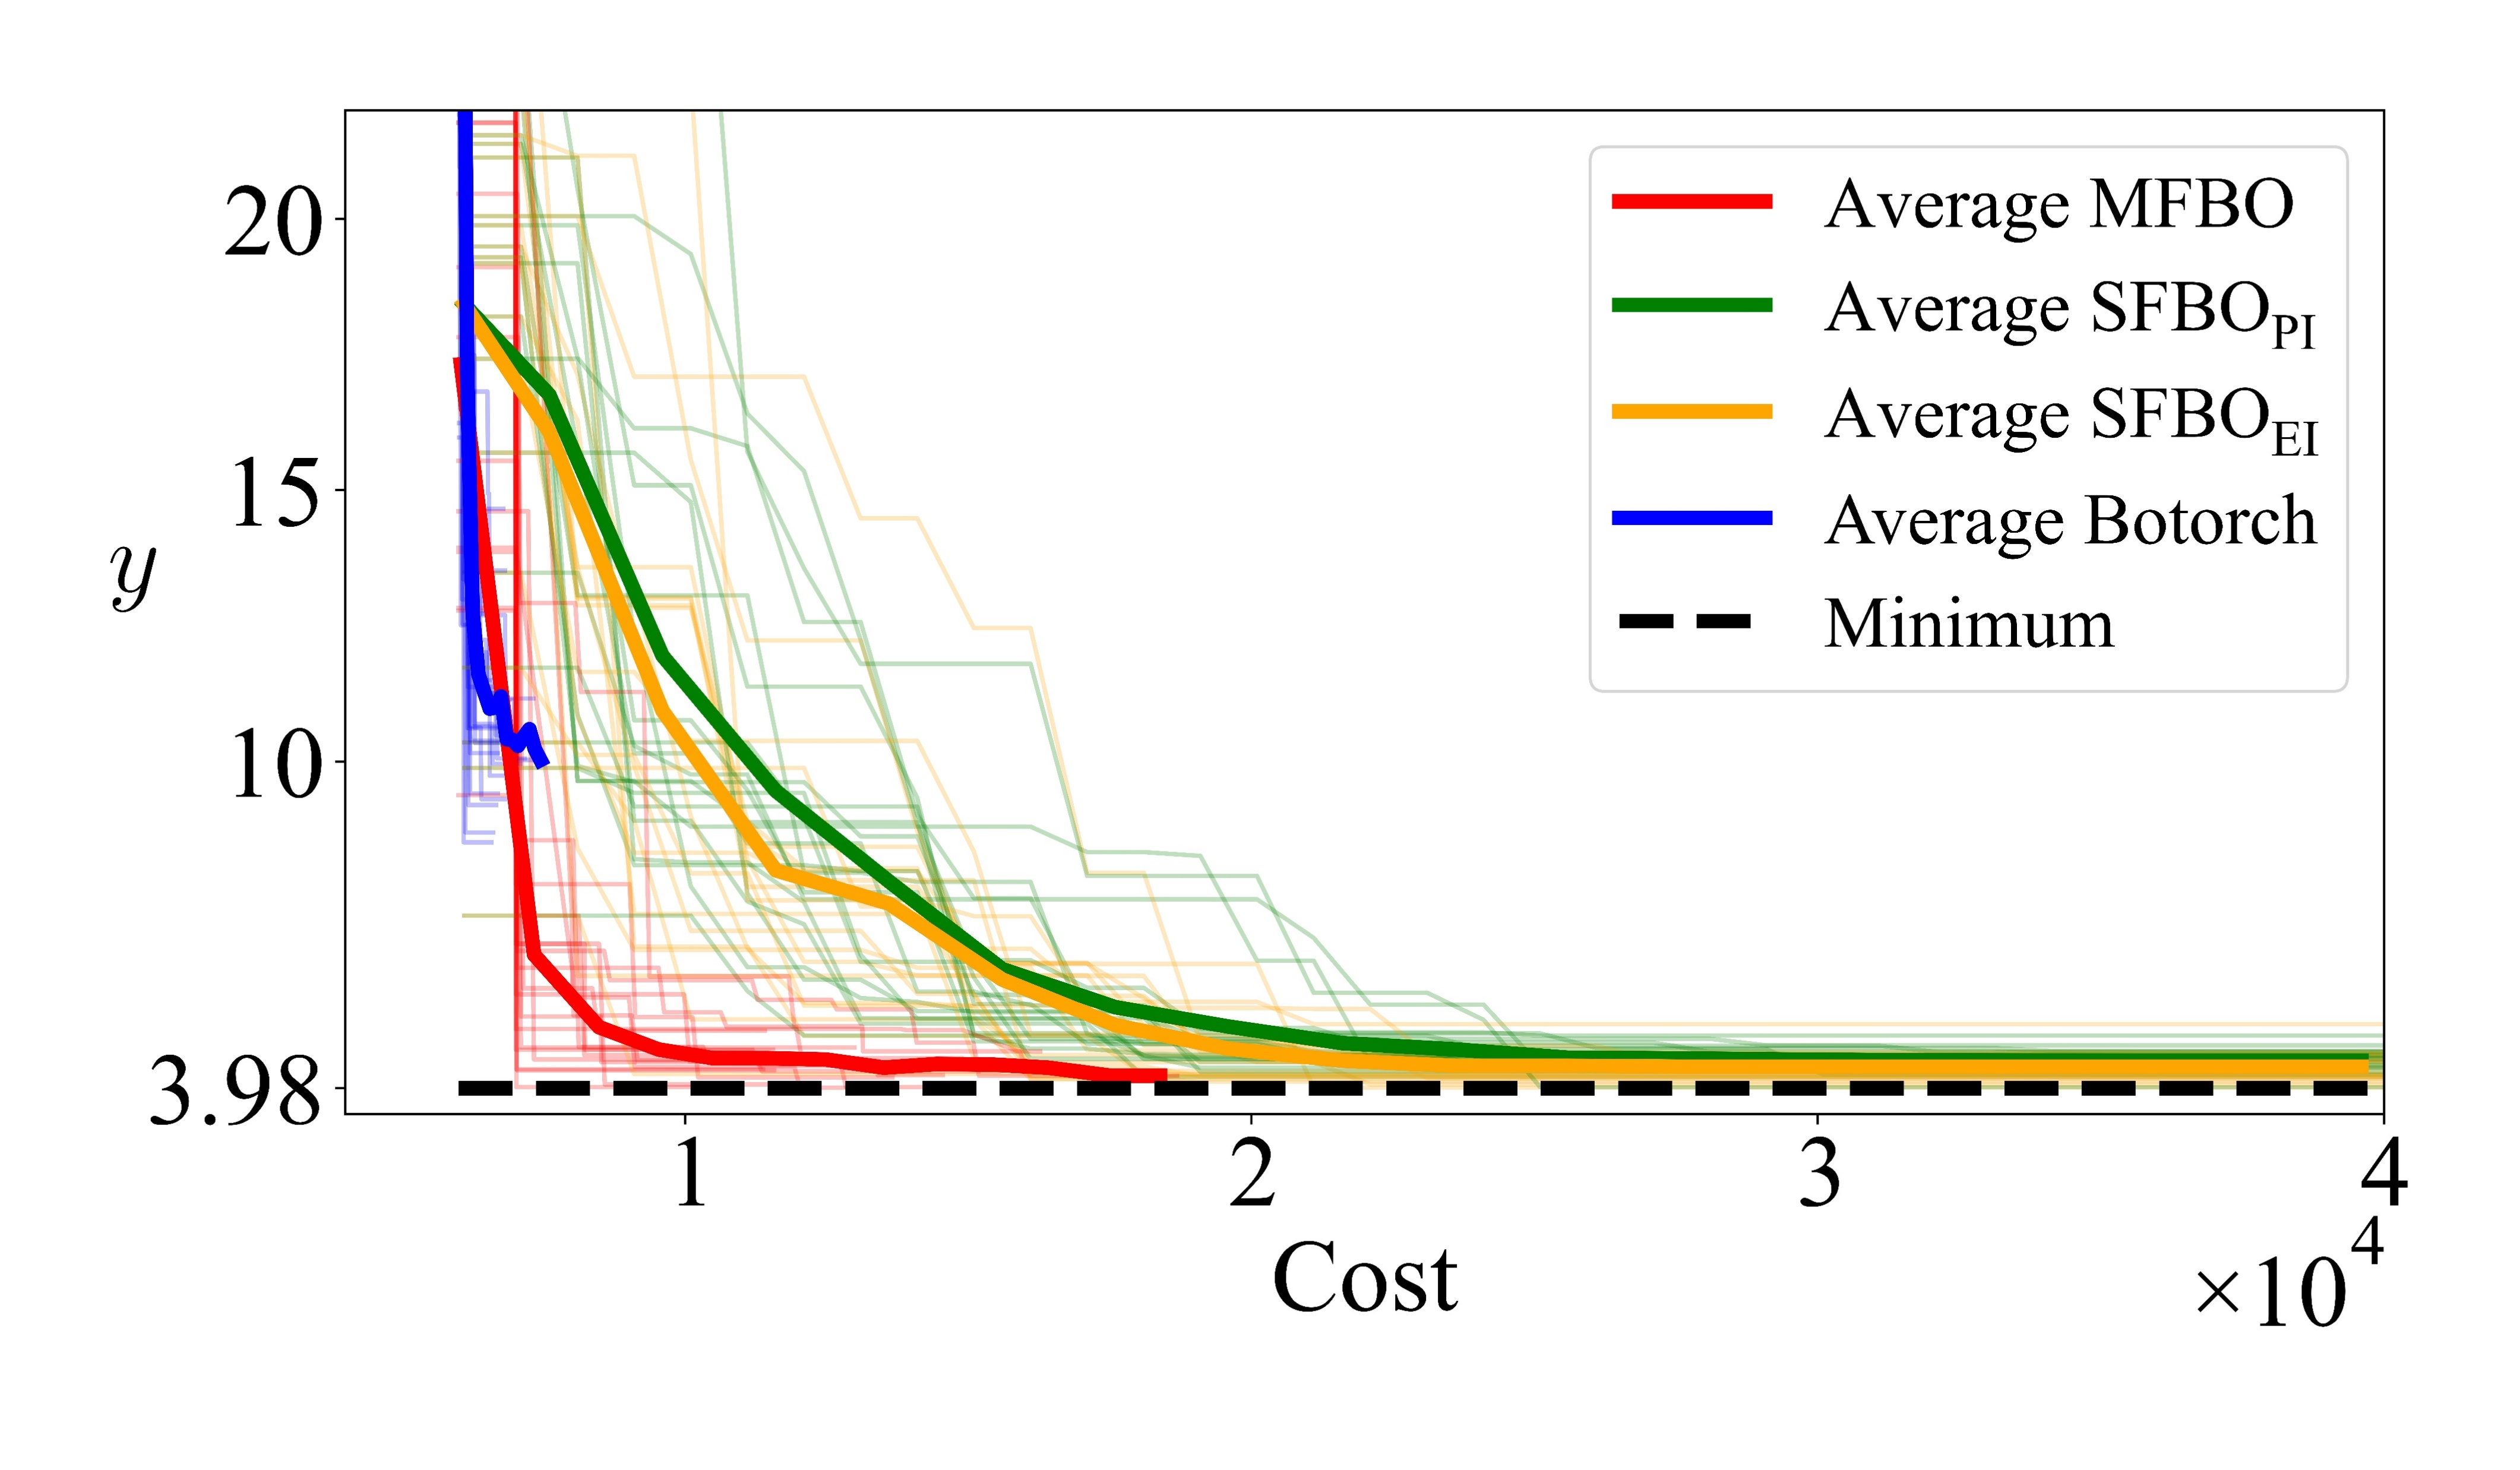 20
15
10
3.98
y
Average MFBO
Average SFBO_PI
Average SFBO_EI
Average Botorch
Minimum
1 2 3 4
Cost
×10^4